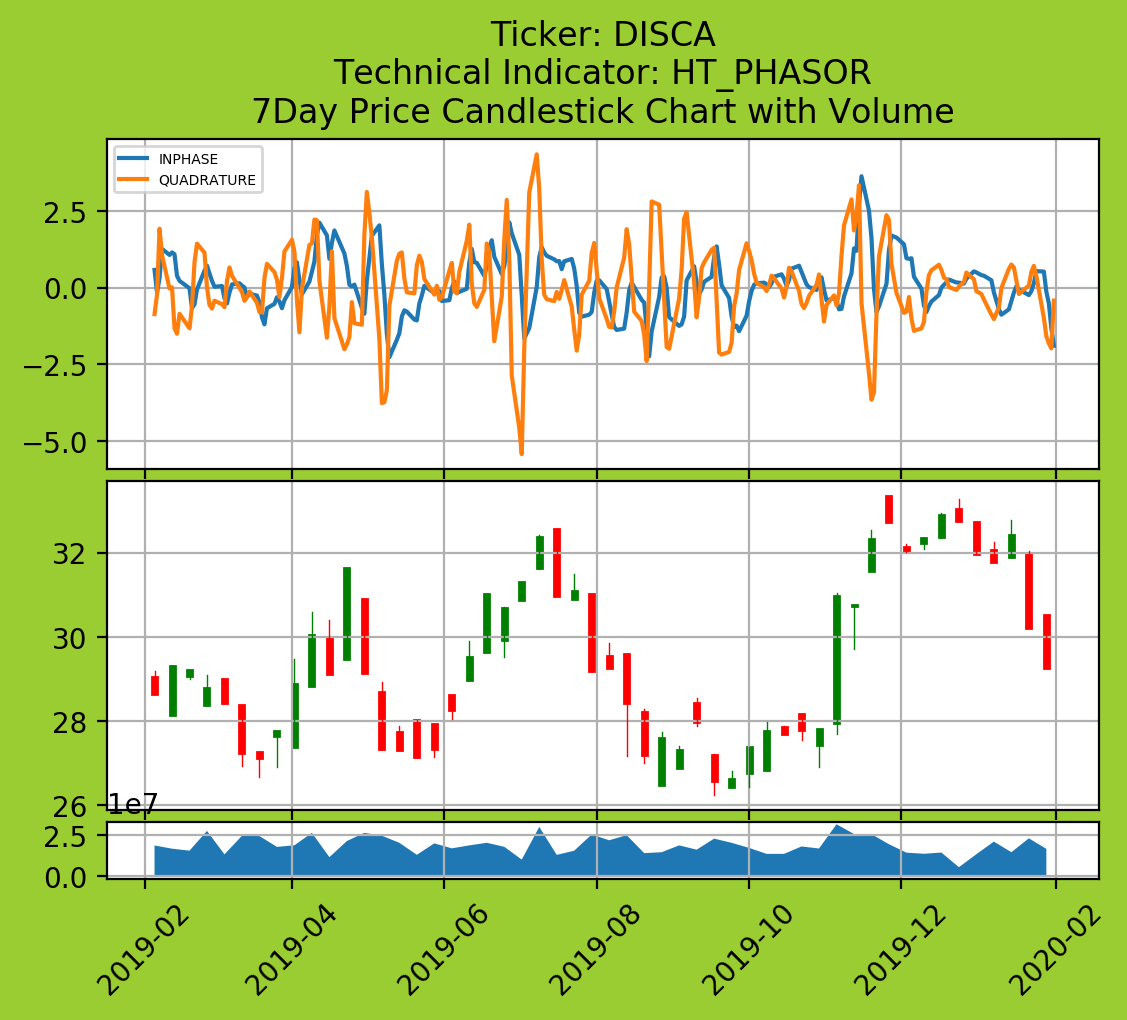 Ticker: DISCA
Technical Indicator: HT_PHASOR
7Day Price Candlestick Chart with Volume
INPHASE
QUADRATURE
2.5
0.0
−2.5
−5.0
32
30
28
26
1e7
2.5
0.0
2019-02
2019-04
2019-06
2019-08
2019-10
2019-12
2020-02